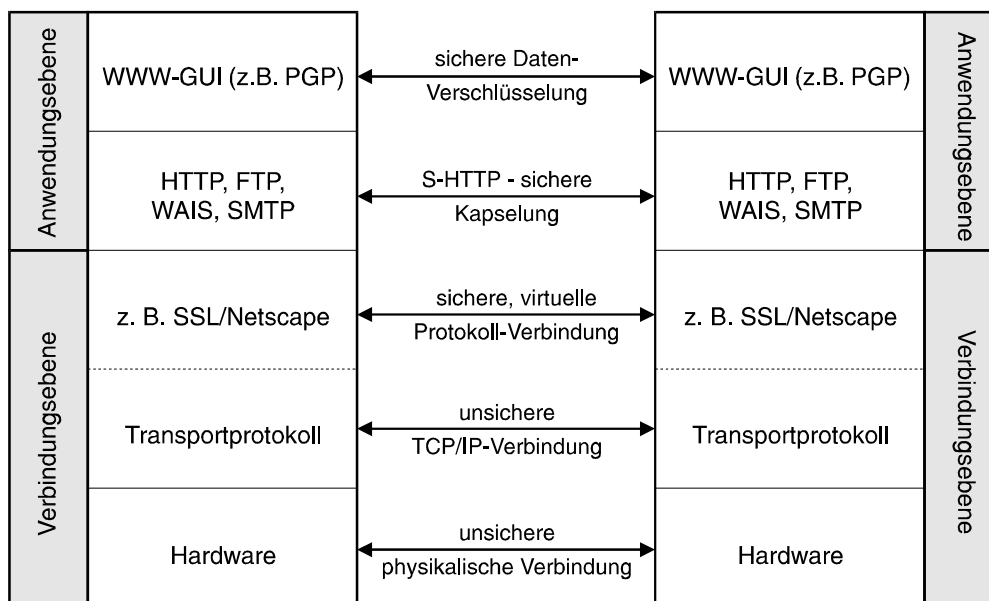 Anwendungsebene
WWW-GUI (z.B. PGP)
sichere Daten-
Verschlüsselung
WWW-GUI (z.B. PGP)
Anwendungsebene
HTTP, FTP,
WAIS, SMTP
S-HTTP - sichere
Kapselung
HTTP, FTP,
WAIS, SMTP
Verbindungsebene
z. B. SSL/Netscape
sichere, virtuelle
Protokoll-Verbindung
z. B. SSL/Netscape
Verbindungsebene
Transportprotokoll
unsichere
TCP/IP-Verbindung
Transportprotokoll
Hardware
unsichere
physikalische Verbindung
Hardware